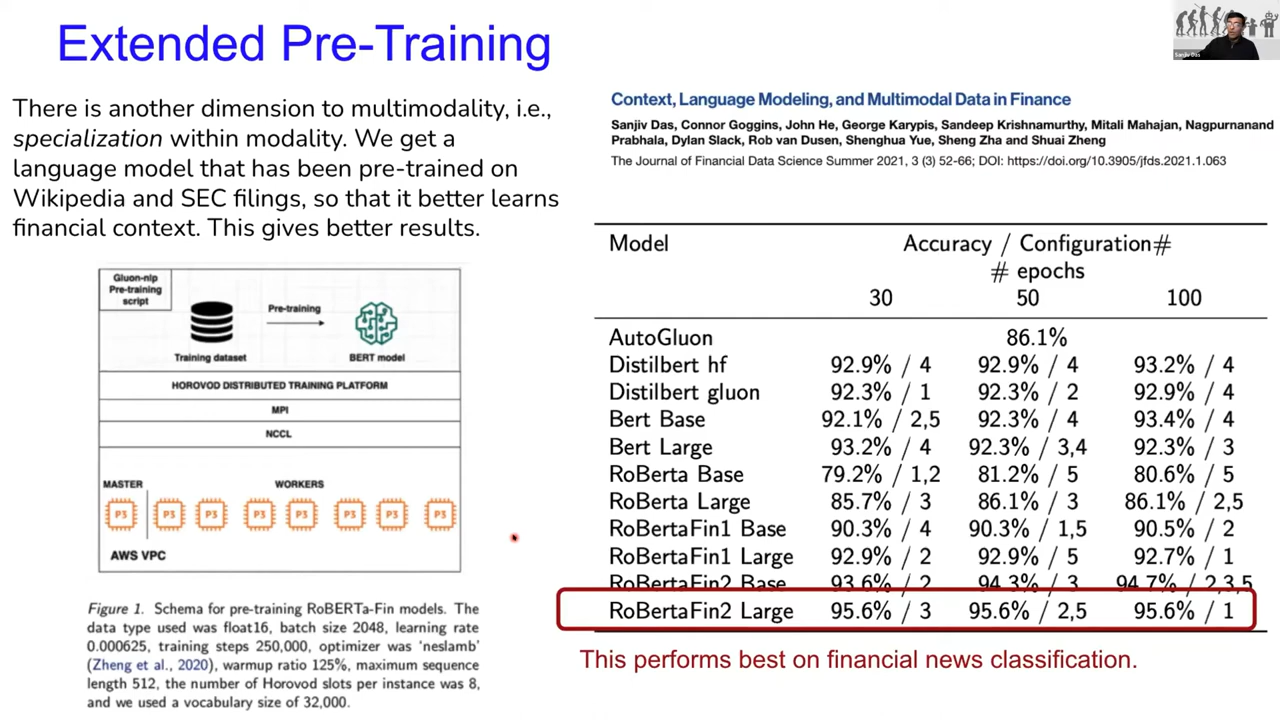 Extended Pre-Training
There is another dimension to multimodality, i.e.,
specialization within modality. We get a
language model that has been pre-trained on
Wikipedia and SEC filings, so that it better learns
financial context. This gives better results.
Gluon-nlp
Pre-training
script
Pre-training
Training dataset
BERT model
HOROVOD DISTRIBUTED TRAINING PLATFORM
MPI
NCCL
MASTER
WORKERS
P3 P3 P3 P3 P3 P3 P3 P3
AWS VPC
Figure 1. Schema for pre-training RoBERTa-Fin models. The
data type used was float16, batch size 2048, learning rate
0.000625, training steps 250,000, optimizer was 'neslamb'
(Zheng et al., 2020), warmup ratio 125%, maximum sequence
length 512, the number of Horovod slots per instance was 8,
and we used a vocabulary size of 32,000.
Sanjiv Das
Context, Language Modeling, and Multimodal Data in Finance
Sanjiv Das, Connor Goggins, John He, George Karypis, Sandeep Krishnamurthy, Mitali Mahajan, Nagpurnanand
Prabhala, Dylan Slack, Rob van Dusen, Shenghua Yue, Sheng Zha and Shuai Zheng
The Journal of Financial Data Science Summer 2021, 3 (3) 52-66; DOI: https://doi.org/10.3905/jfds.2021.1.063
Model Accuracy / Configuration#
# epochs
30 50 100
AutoGluon 86.1%
Distilbert hf 92.9% / 4 92.9% / 4 93.2% / 4
Distilbert gluon 92.3% / 1 92.3% / 2 92.9% / 4
Bert Base 92.1% / 2,5 92.3% / 4 93.4% / 4
Bert Large 93.2% / 4 92.3% / 3,4 92.3% / 3
RoBerta Base 79.2% / 1,2 81.2% / 5 80.6% / 5
RoBerta Large 85.7% / 3 86.1% / 3 86.1% / 2,5
RoBertaFin1 Base 90.3% / 4 90.3% / 1,5 90.5% / 2
RoBertaFin1 Large 92.9% / 2 92.9% / 5 92.7% / 1
RoBertaFin2 Base 93.6% / 2 94.3% / 3 94.7% / 2,3,5
RoBertaFin2 Large 95.6% / 3 95.6% / 2,5 95.6% / 1
This performs best on financial news classification.